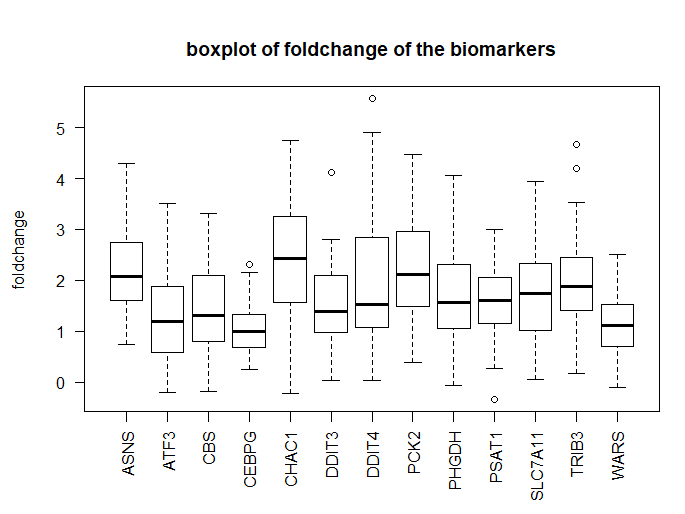 boxplot of foldchange of the biomarkers
foldchange
5
4
3
2
1
0
ASNS
ATF3
CBS
CEBPG
CHAC1
DDIT3
DDIT4
PCK2
PHGDH
PSAT1
SLC7A11
TRIB3
WARS